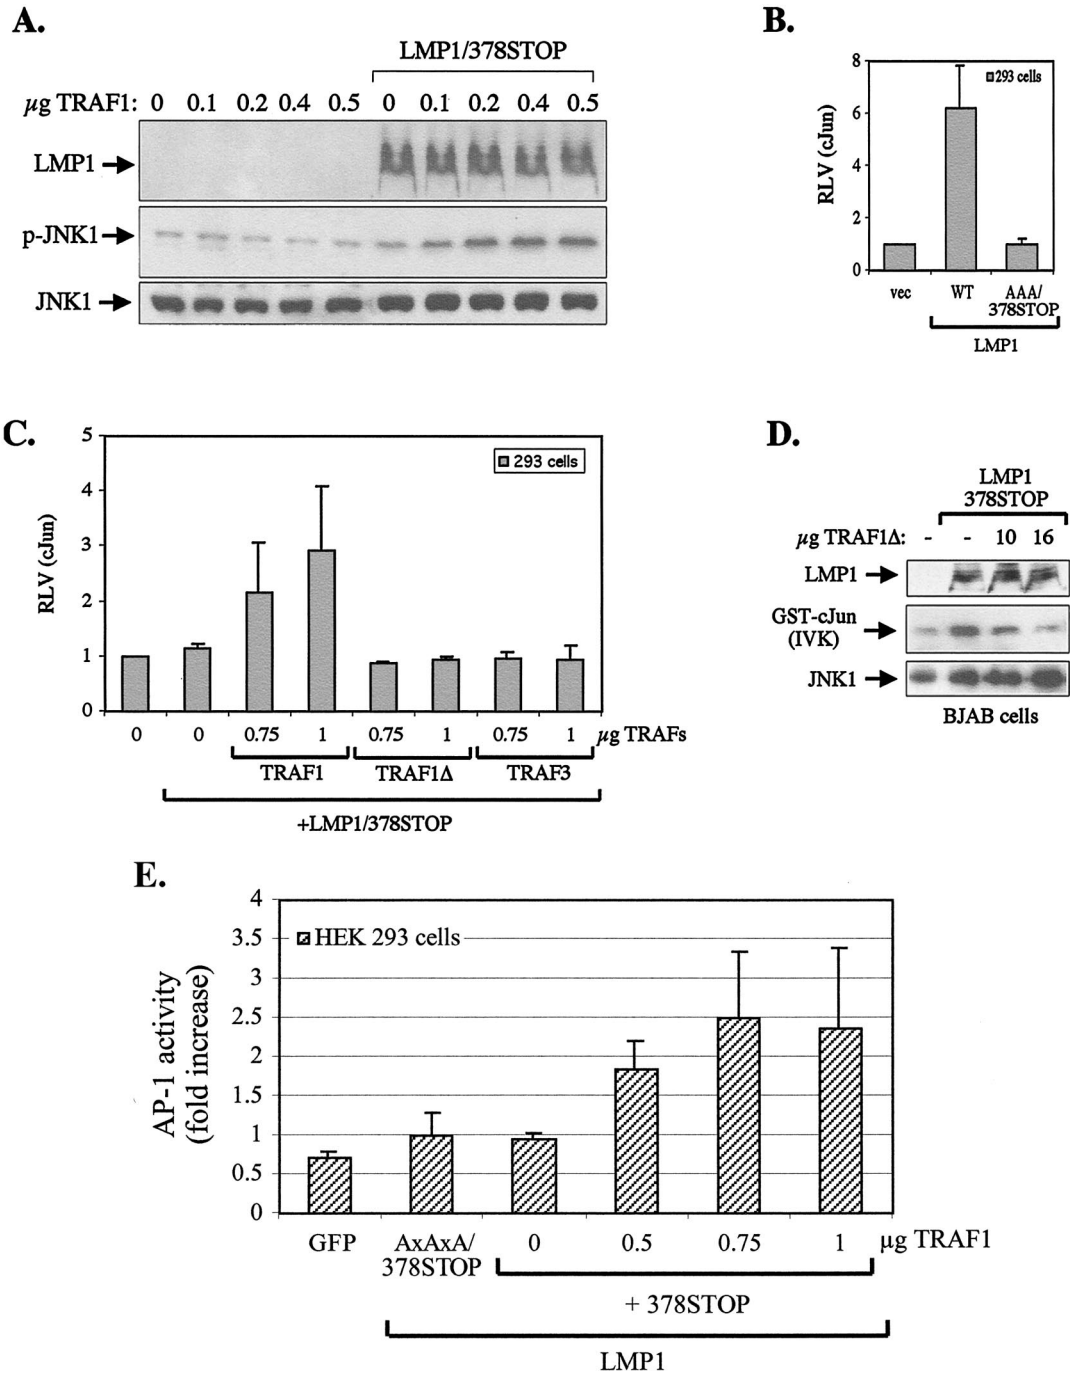 A.
LMP1/378STOP
µg TRAF1: 0 0.1 0.2 0.4 0.5 0 0.1 0.2 0.4 0.5
LMP1
p-JNK1
JNK1
B.
8
6
4
2
0
RLV (cJun)
293 cells
vec WT AAA/
378STOP
LMP1
C.
5
4
3
2
1
0
RLV (cJun)
293 cells
0 0 0.75 1 0.75 1 0.75 1 µg TRAFs
TRAF1 TRAF1Δ TRAF3
+LMP1/378STOP
D.
LMP1
378STOP
µg TRAF1Δ: - - 10 16
LMP1
GST-cJun
(IVK)
JNK1
BJAB cells
E.
4
3.5
3
2.5
2
1.5
1
0.5
0
AP-1 activity
(fold increase)
HEK 293 cells
GFP AxAxA/ 0 0.5 0.75 1 µg TRAF1
378STOP
+ 378STOP
LMP1